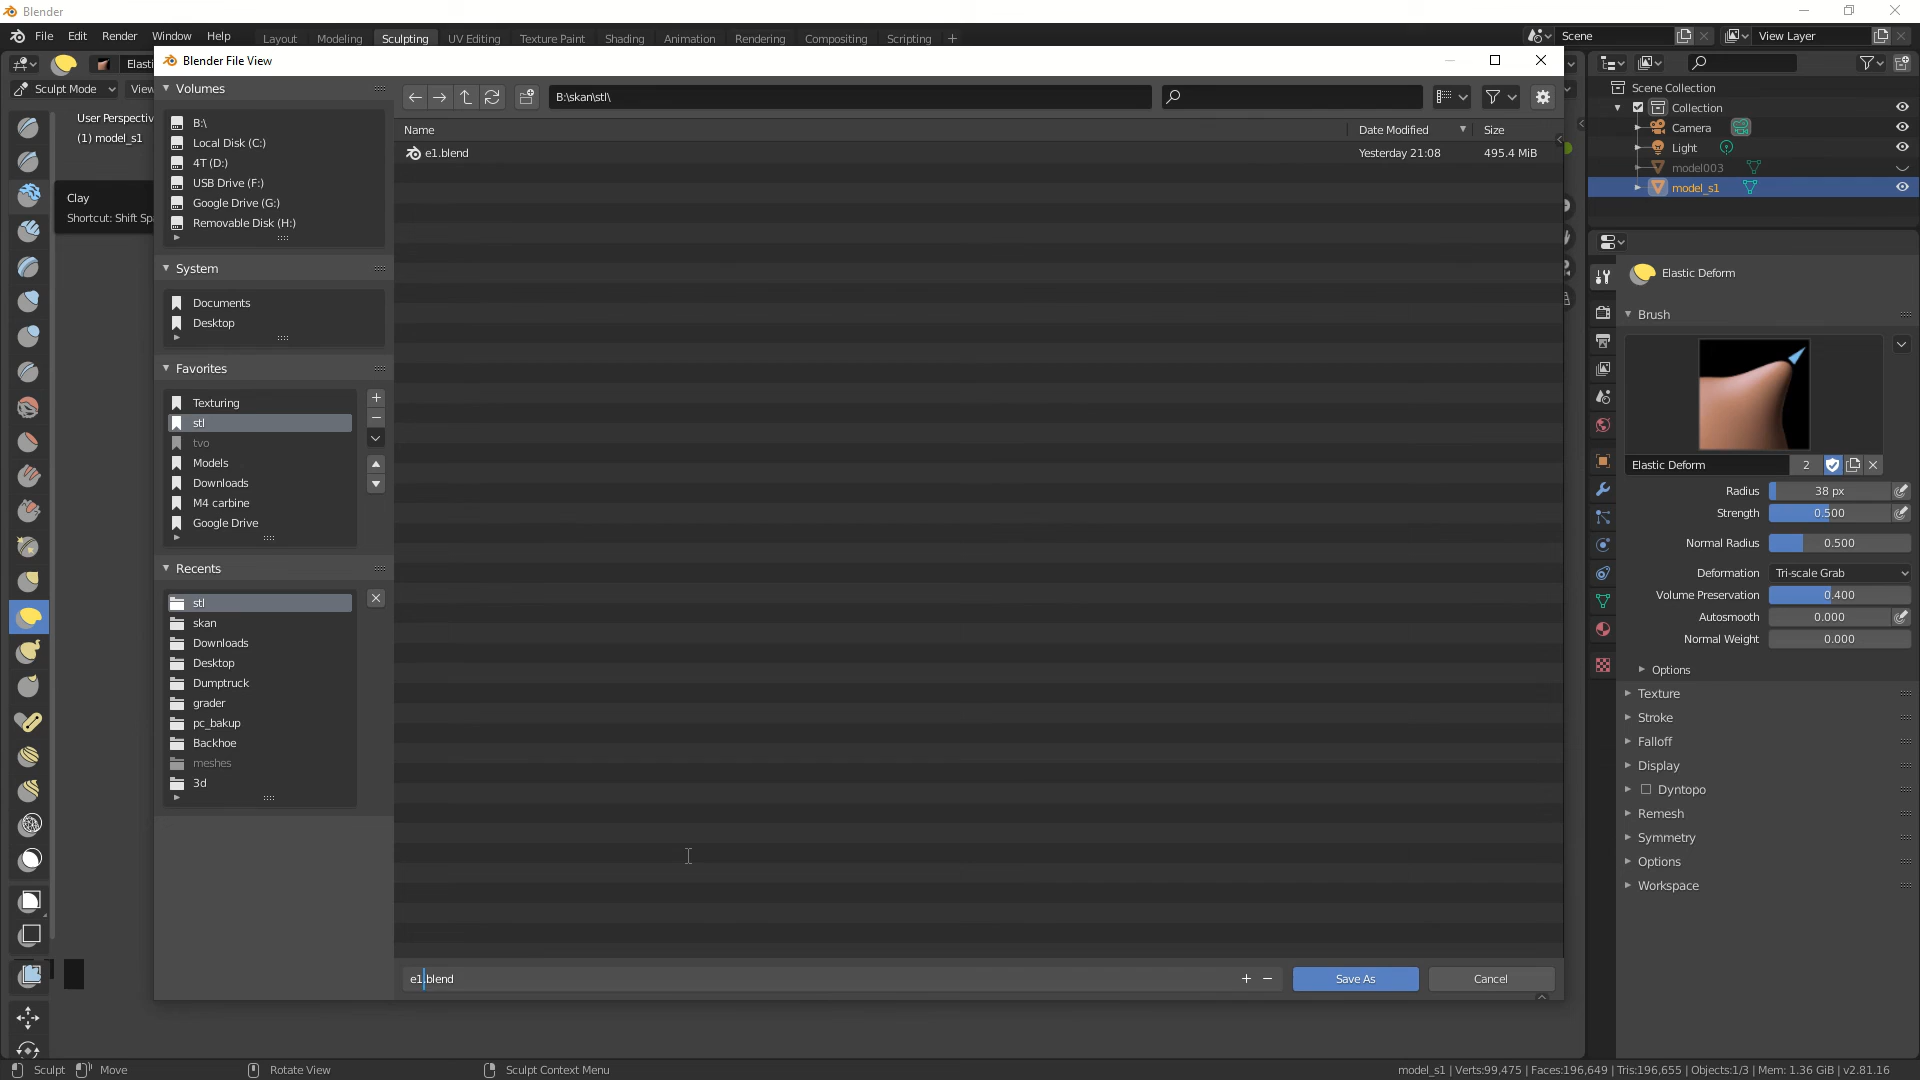 Blender
File Edit Render Window Help Layout Modeling Sculpting UV Editing Texture Paint Shading Animation Rendering Compositing Scripting + Scene View Layer
Blender File View
Elasti
Sculpt Mode View
User Perspectiv
(1) model_s1
Clay
Shortcut: Shift Spa
Volumes
B:\
Local Disk (C:)
4T (D:)
USB Drive (F:)
Google Drive (G:)
Removable Disk (H:)
System
Documents
Desktop
Favorites
Texturing
stl
tvo
Models
Downloads
M4 carbine
Google Drive
Recents
stl
skan
Downloads
Desktop
Dumptruck
grader
pc_bakup
Backhoe
meshes
3d
B:\skan\stl\
Name Date Modified Size
e1.blend Yesterday 21:08 495.4 MiB
e1.blend
Save As
Cancel
Scene Collection
Collection
Camera
Light
model003
model_s1
Elastic Deform
Brush
Elastic Deform 2
Radius 38 px
Strength 0.500
Normal Radius 0.500
Deformation Tri-scale Grab
Volume Preservation 0.400
Autosmooth 0.000
Normal Weight 0.000
Options
Texture
Stroke
Falloff
Display
Dyntopo
Remesh
Symmetry
Options
Workspace
Sculpt Move Rotate View Sculpt Context Menu model_s1 | Verts:99,475 | Faces:196,649 | Tris:196,655 | Objects:1/3 | Mem: 1.36 GiB | v2.81.16